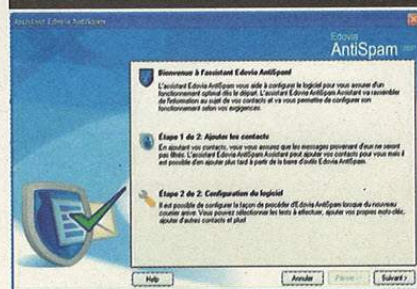 Assistant Edovia AntiSpam
Edovia
AntiSpam
Bienvenue à l'assistant Edovia AntiSpam!
L'assistant Edovia AntiSpam vous aide à configurer le logiciel pour vous assurer d'un
fonctionnement optimal dès le départ. L'assistant Edovia AntiSpam Assistant va rassembler
de l'information au sujet de vos contacts et va vous permettre de configurer son
fonctionnement selon vos exigences.
Étape 1 de 2: Ajouter les contacts
En ajoutant vos contacts, vous vous assurez que les messages provenant d'eux ne seront
pas filtrés. L'assistant Edovia AntiSpam Assistant peut ajouter vos contacts pour vous mais il
est possible d'en ajouter plus tard à partir de la barre d'outils Edovia AntiSpam.
Étape 2 de 2: Configuration du logiciel
Il est possible de configurer la façon de procéder d'Edovia AntiSpam lorsque du nouveau
courrier arrive. Vous pouvez sélectionner les tests à effectuer, ajouter vos propres mots-clés,
ajouter d'autres contacts et plus!
Help Annuler Suivant >